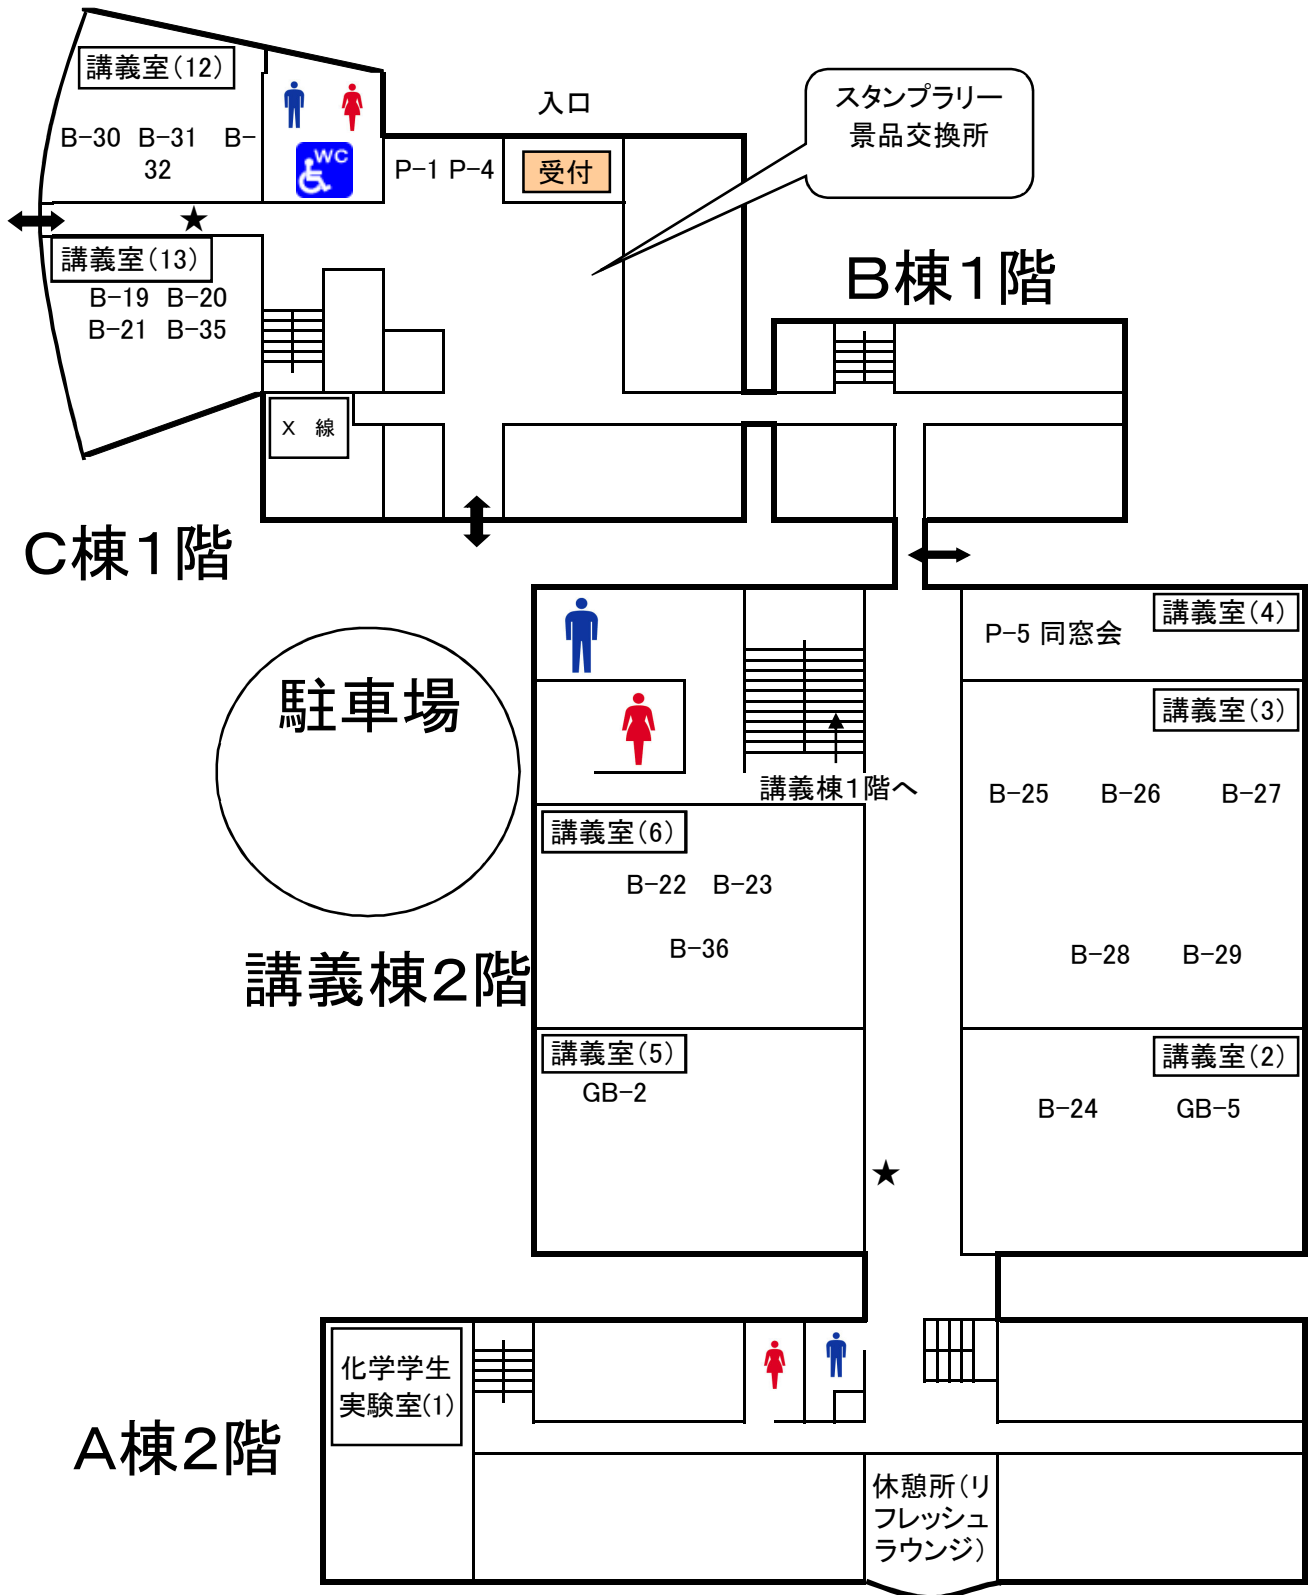 講義室(12)
B-30 B-31 B-
32
WC
入口
スタンプラリー
景品交換所
P-1 P-4
受付
★
講義室(13)
B-19 B-20
B-21 B-35
B棟1階
X 線
C棟1階
講義室(4)
P-5 同窓会
駐車場
講義室(3)
講義棟1階へ
B-25 B-26 B-27
講義室(6)
B-22 B-23
B-36
B-28 B-29
講義棟2階
講義室(5)
GB-2
講義室(2)
B-24 GB-5
★
化学学生
実験室(1)
A棟2階
休憩所(リ
フレッシュ
ラウンジ)